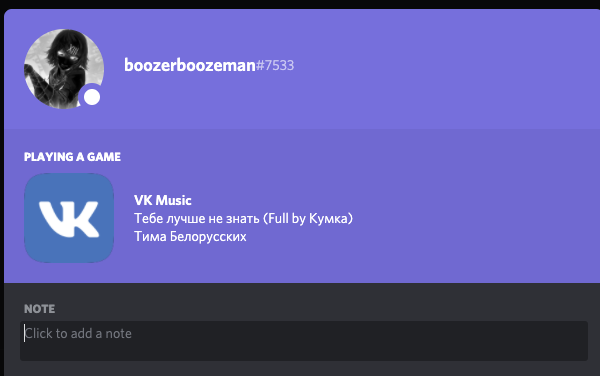 boozerboozeman#7533
PLAYING A GAME
VK
VK Music
Тебе лучше не знать (Full by Кумка)
Тима Белорусских
NOTE
Click to add a note